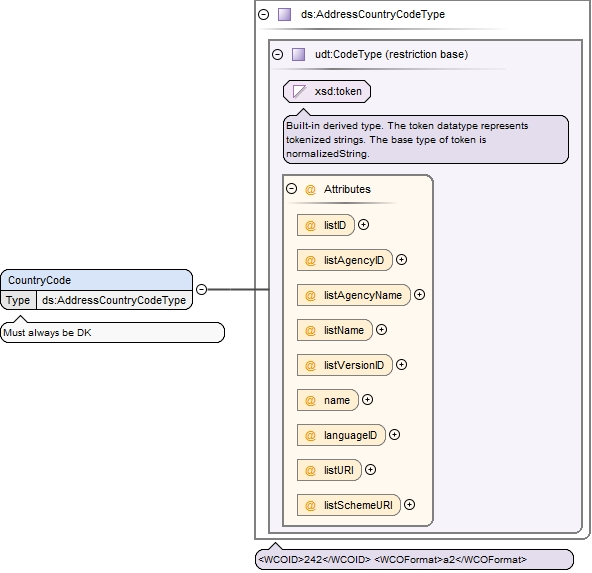 ds:AddressCountryCodeType
udt:CodeType (restriction base)
xsd:token
Built-in derived type. The token datatype represents
tokenized strings. The base type of token is
normalizedString.
@ Attributes
@ listID
@ listAgencyID
@ listAgencyName
@ listName
@ listVersionID
@ name
@ languageID
@ listURI
@ listSchemeURI
CountryCode
Type ds:AddressCountryCodeType
Must always be DK
<WCOID>242</WCOID> <WCOFormat>a2</WCOFormat>